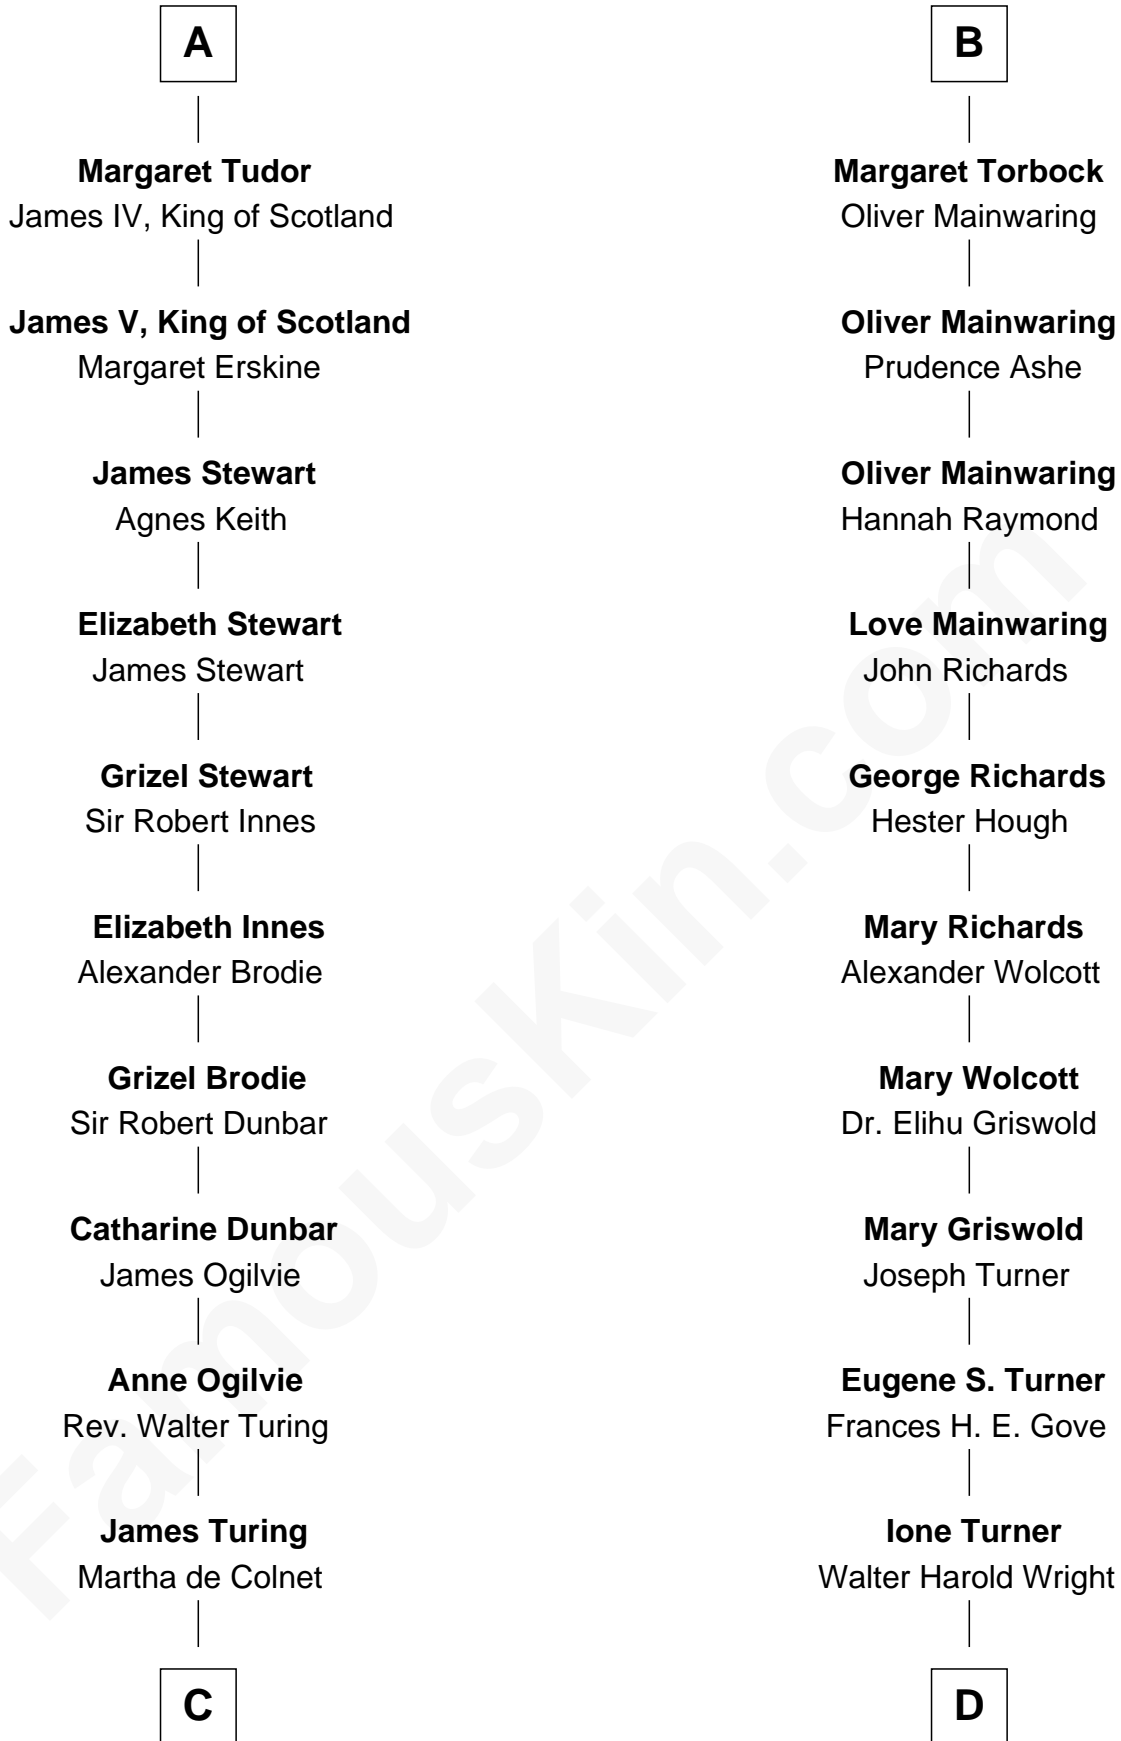 A
Margaret Tudor
James IV, King of Scotland
James V, King of Scotland
Margaret Erskine
James Stewart
Agnes Keith
Elizabeth Stewart
James Stewart
Grizel Stewart
Sir Robert Innes
Elizabeth Innes
Alexander Brodie
Grizel Brodie
Sir Robert Dunbar
Catharine Dunbar
James Ogilvie
Anne Ogilvie
Rev. Walter Turing
James Turing
Martha de Colnet
C
B
Margaret Torbock
Oliver Mainwaring
Oliver Mainwaring
Prudence Ashe
Oliver Mainwaring
Hannah Raymond
Love Mainwaring
John Richards
George Richards
Hester Hough
Mary Richards
Alexander Wolcott
Mary Wolcott
Dr. Elihu Griswold
Mary Griswold
Joseph Turner
Eugene S. Turner
Frances H. E. Gove
Ione Turner
Walter Harold Wright
D
FamousKin.com